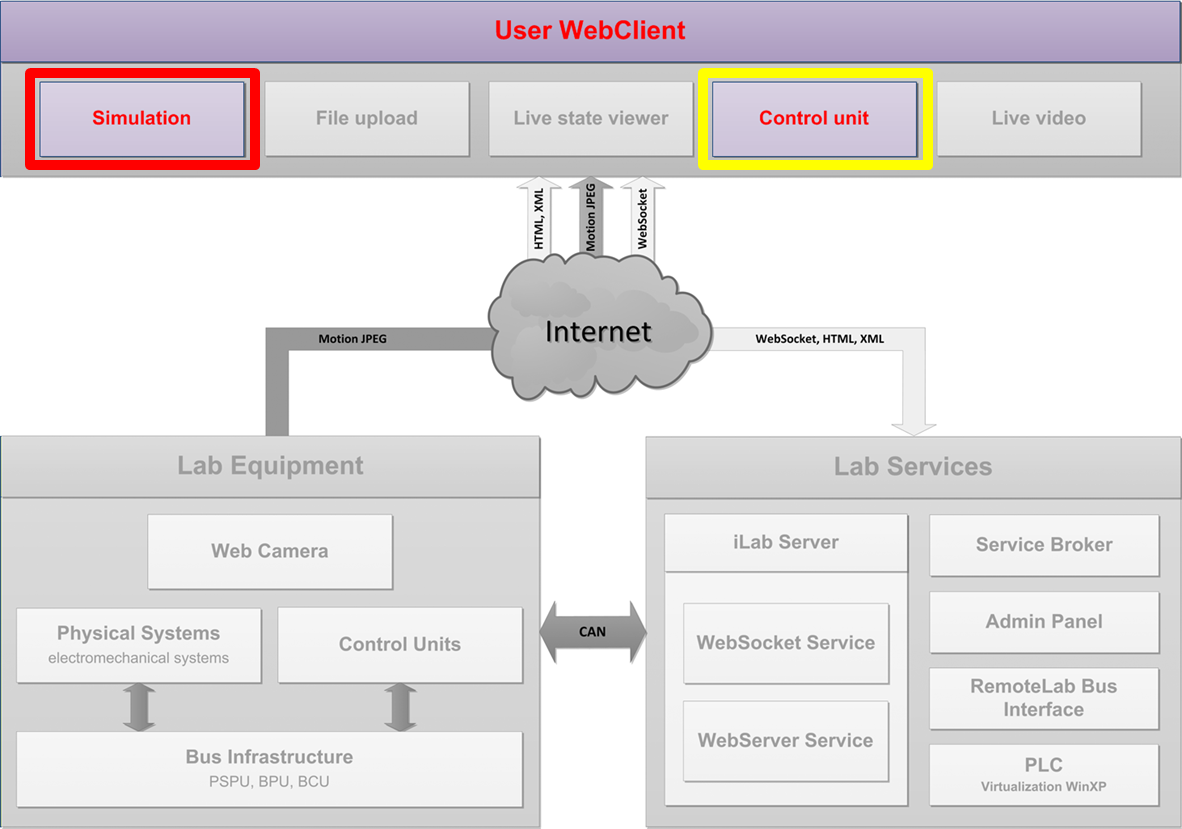 User WebClient
Simulation
File upload
Live state viewer
Control unit
Live video
HTML, XML
Motion JPEG
WebSocket
Internet
Motion JPEG
WebSocket, HTML, XML
Lab Equipment
Web Camera
Physical Systems
electromechanical systems
Control Units
Bus Infrastructure
PSPU, BPU, BCU
CAN
Lab Services
iLab Server
WebSocket Service
WebServer Service
Service Broker
Admin Panel
RemoteLab Bus
Interface
PLC
Virtualization WinXP